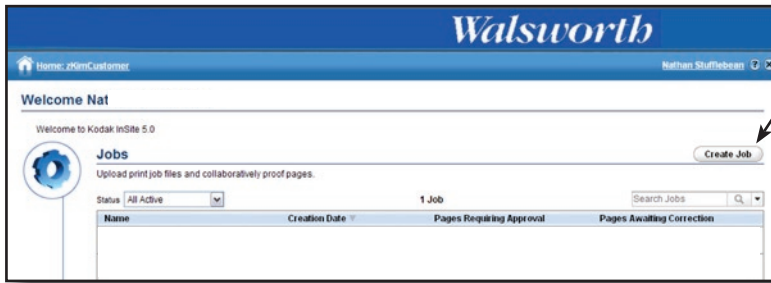 Walsworth
Home: zKimCustomer
Nathan Stufflebean
Welcome Nat
Welcome to Kodak InSite 5.0
Jobs
Create Job
Upload print job files and collaboratively proof pages.
Status All Active
1 Job
Search Jobs
Name Creation Date Pages Requiring Approval Pages Awaiting Correction